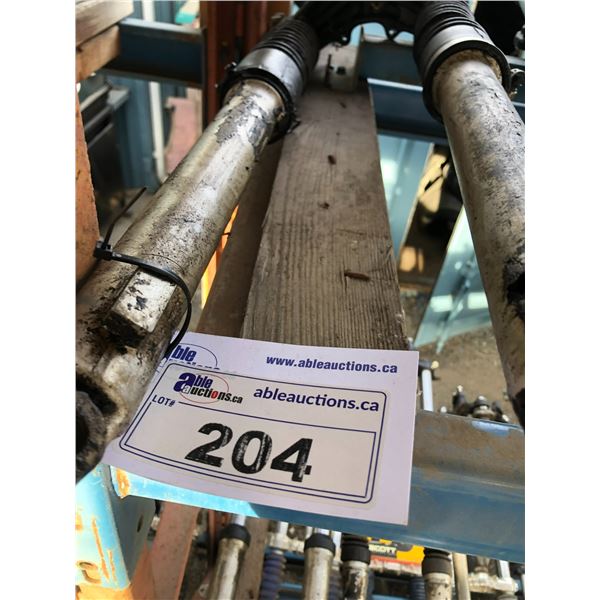 www.ableauctions.ca
able auctions.ca
ableauctions.ca
LOT#
204